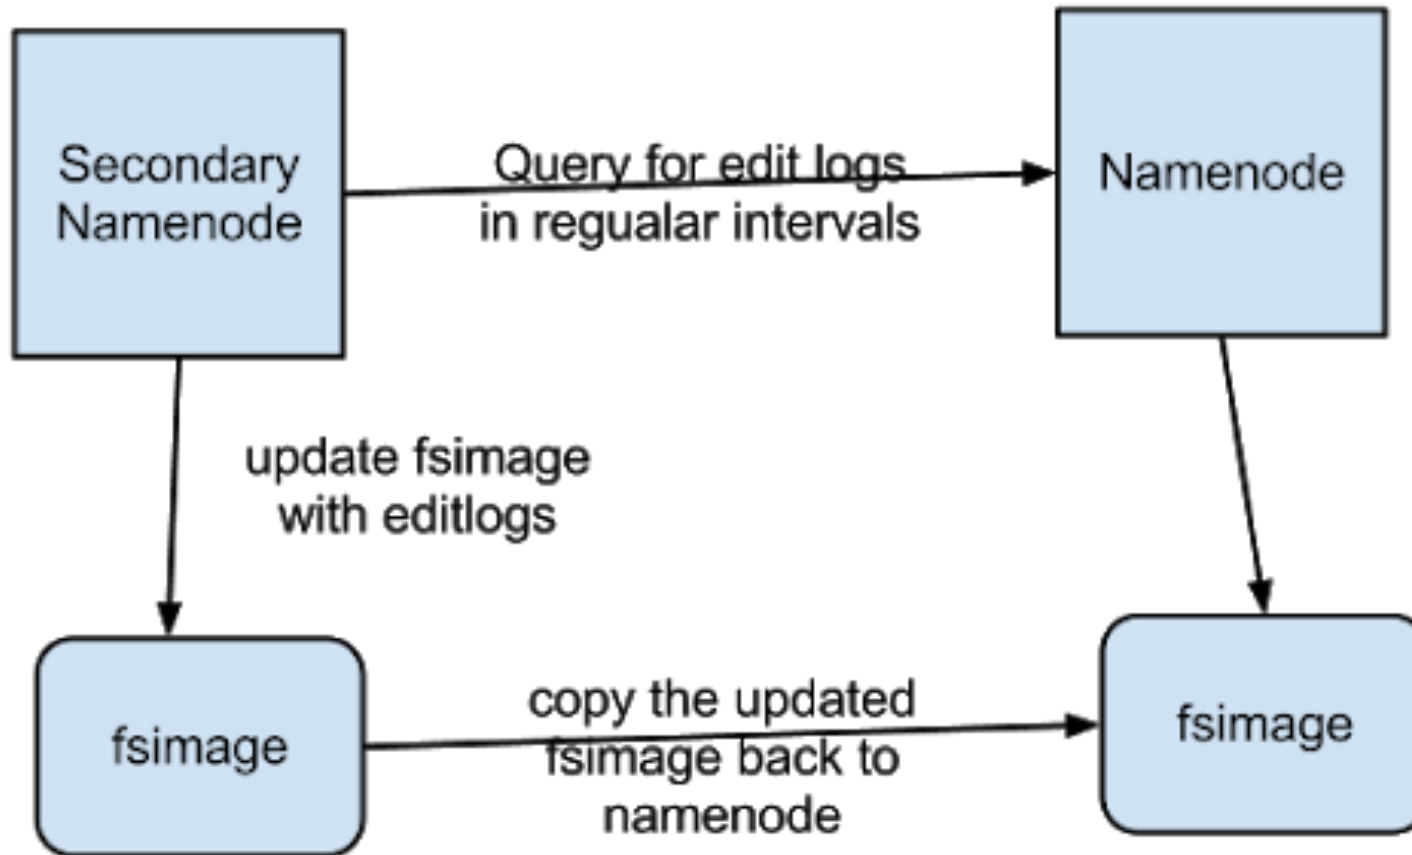 Secondary
Namenode
Query for edit logs
in regualar intervals
Namenode
update fsimage
with editlogs
fsimage
copy the updated
fsimage back to
namenode
fsimage